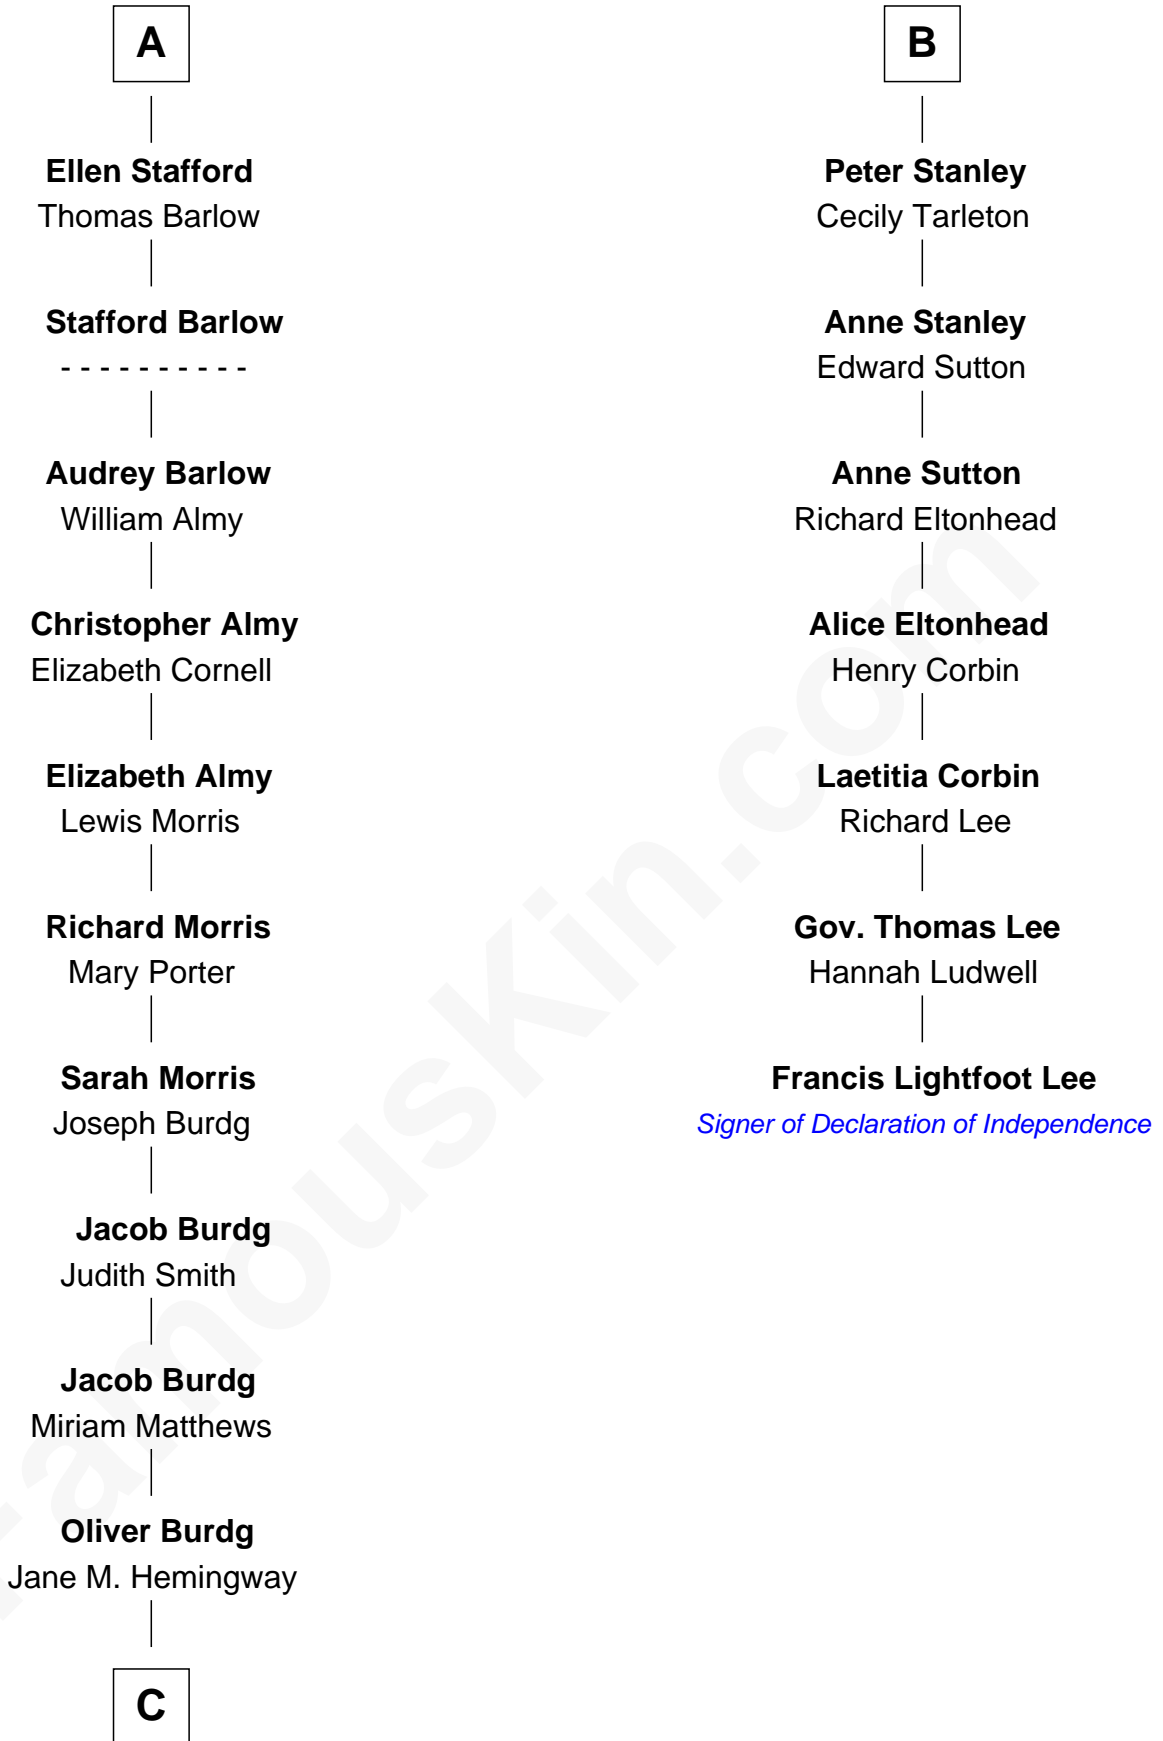 A
Ellen Stafford
Thomas Barlow
Stafford Barlow
- - - - - - - - - -
Audrey Barlow
William Almy
Christopher Almy
Elizabeth Cornell
Elizabeth Almy
Lewis Morris
Richard Morris
Mary Porter
Sarah Morris
Joseph Burdg
Jacob Burdg
Judith Smith
Jacob Burdg
Miriam Matthews
Oliver Burdg
Jane M. Hemingway
C
B
Peter Stanley
Cecily Tarleton
Anne Stanley
Edward Sutton
Anne Sutton
Richard Eltonhead
Alice Eltonhead
Henry Corbin
Laetitia Corbin
Richard Lee
Gov. Thomas Lee
Hannah Ludwell
Francis Lightfoot Lee
Signer of Declaration of Independence
FamousKin.com